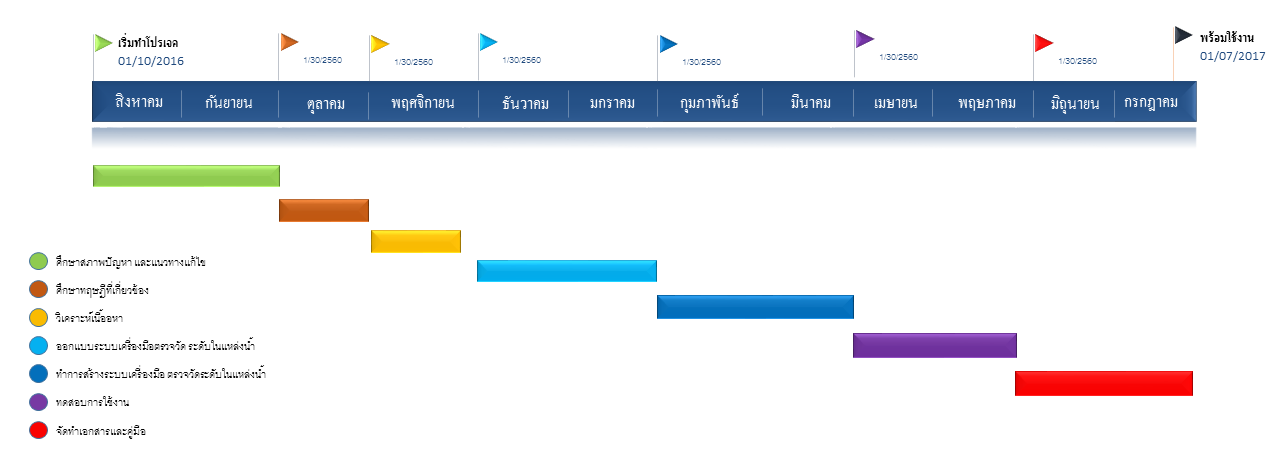 เริ่มทำโปรเจค
01/10/2016
1/30/2560
1/30/2560
1/30/2560
1/30/2560
1/30/2560
1/30/2560
พร้อมใช้งาน
01/07/2017
สิงหาคม กันยายน ตุลาคม พฤศจิกายน ธันวาคม มกราคม กุมภาพันธ์ มีนาคม เมษายน พฤษภาคม มิถุนายน กรกฎาคม
ศึกษาสภาพปัญหา และแนวทางแก้ไข
ศึกษาทฤษฎีที่เกี่ยวข้อง
วิเคราะห์เนื้ออหา
ออกแบบระบบเครื่องมือตรวจวัด ระดับในแหล่งน้ำ
ทำการสร้างระบบเครื่องมือ ตรวจวัดระดับในแหล่งน้ำ
ทดสอบการใช้งาน
จัดทำเอกสารและคู่มือ